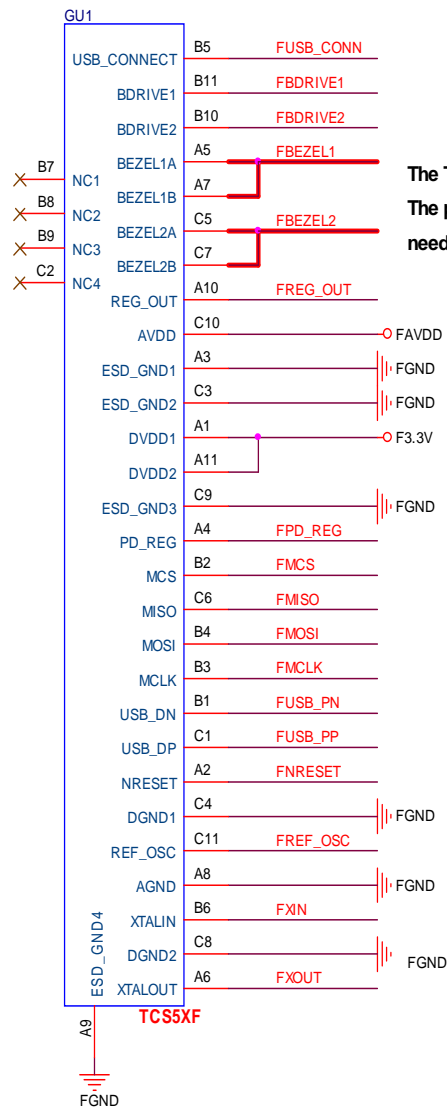 GU1
USB_CONNECT B5 FUSB_CONN
BDRIVE1 B11 FBDRIVE1
BDRIVE2 B10 FBDRIVE2
BEZEL1A A5 FBEZEL1
B7 NC1
BEZEL1B A7
The T
B8 NC2
BEZEL2A C5 FBEZEL2
The p
B9 NC3
BEZEL2B C7
need
C2 NC4
REG_OUT A10 FREG_OUT
AVDD C10 FAVDD
ESD_GND1 A3 FGND
ESD_GND2 C3 FGND
DVDD1 A1 F3.3V
DVDD2 A11
ESD_GND3 C9 FGND
PD_REG A4 FPD_REG
MCS B2 FMCS
MISO C6 FMISO
MOSI B4 FMOSI
MCLK B3 FMCLK
USB_DN B1 FUSB_PN
USB_DP C1 FUSB_PP
NRESET A2 FNRESET
DGND1 C4 FGND
REF_OSC C11 FREF_OSC
AGND A8 FGND
XTALIN B6 FXIN
DGND2 C8 FGND
XTALOUT A6 FXOUT
ESD_GND4
TCS5XF
A9
FGND